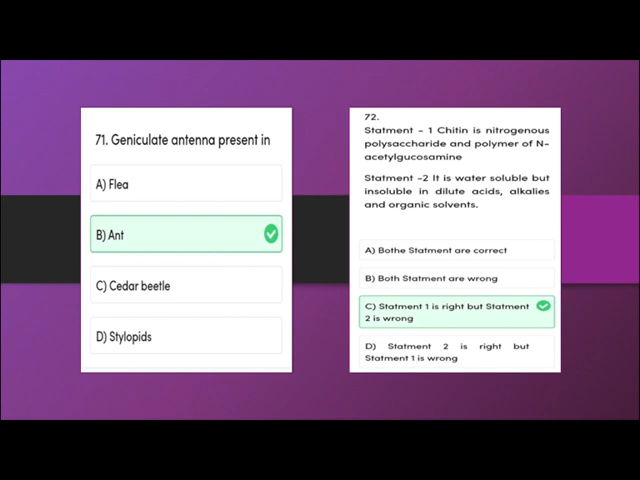 71. Geniculate antenna present in
A) Flea
B) Ant
C) Cedar beetle
D) Stylopids
72.
Statment - 1 Chitin is nitrogenous
polysaccharide and polymer of N-
acetylgucosamine
Statment -2 It is water soluble but
insoluble in dilute acids, alkalies
and organic solvents.
A) Bothe Statment are correct
B) Both Statment are wrong
C) Statment 1 is right but Statment
2 is wrong
D) Statment 2 is right but
Statment 1 is wrong